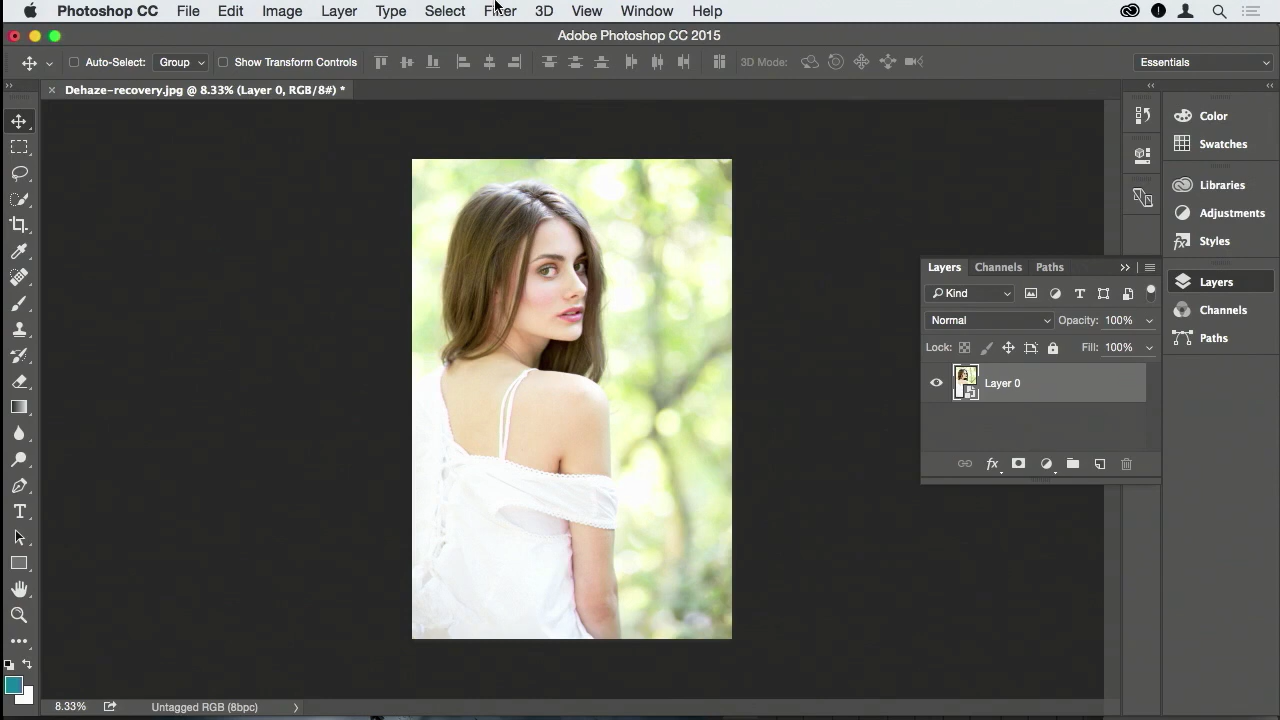 Photoshop CC File Edit Image Layer Type Select Filter 3D View Window Help
Adobe Photoshop CC 2015
Auto-Select: Group Show Transform Controls 3D Mode: Essentials
× Dehaze-recovery.jpg @ 8.33% (Layer 0, RGB/8#) *
Color
Swatches
Libraries
Adjustments
Styles
Layers Channels Paths
Layers
Kind
Channels
Normal Opacity: 100%
Paths
Lock: Fill: 100%
Layer 0
fx
8.33% Untagged RGB (8bpc)